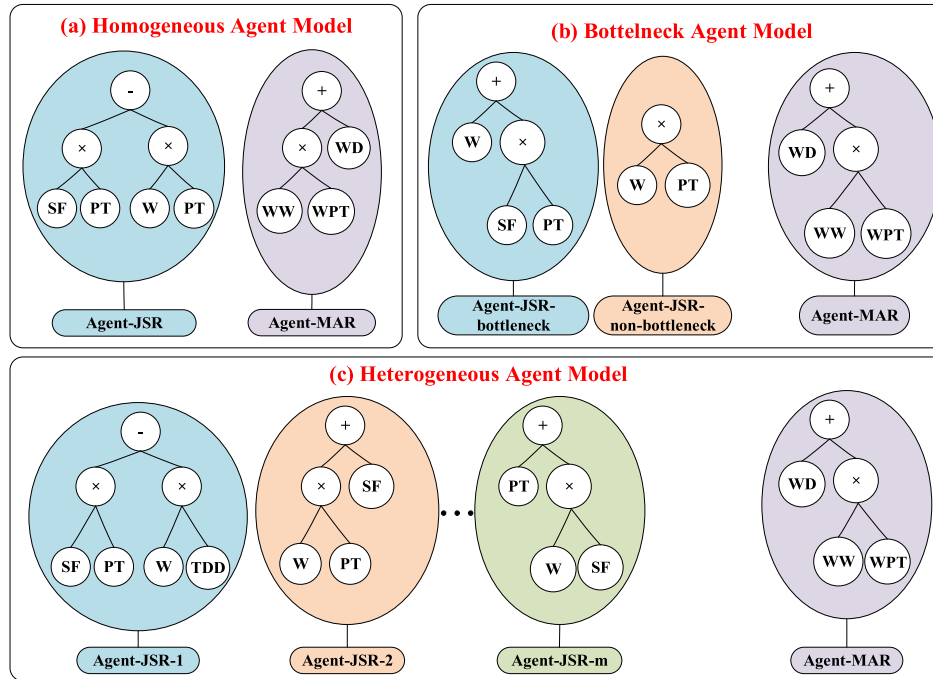 (a) Homogeneous Agent Model
-
×
×
SF
PT
W
PT
Agent-JSR
+
×
WD
WW
WPT
Agent-MAR
(b) Bottelneck Agent Model
+
W
×
SF
PT
Agent-JSR-
bottleneck
×
W
PT
Agent-JSR-
non-bottleneck
+
WD
×
WW
WPT
Agent-MAR
(c) Heterogeneous Agent Model
-
×
×
SF
PT
W
TDD
Agent-JSR-1
+
×
SF
W
PT
Agent-JSR-2
...
+
PT
×
W
SF
Agent-JSR-m
+
WD
×
WW
WPT
Agent-MAR